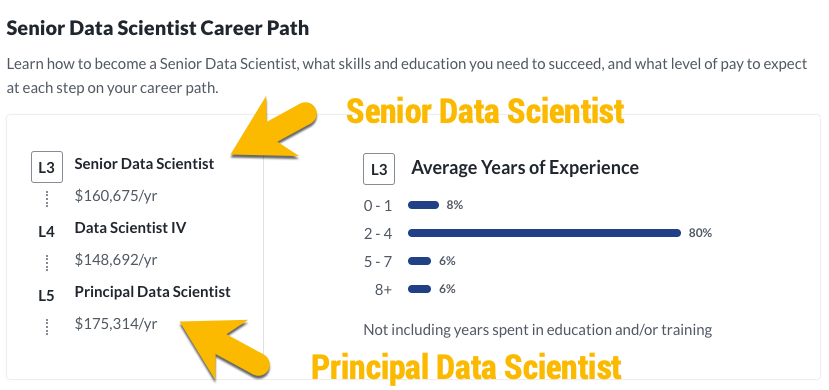 Senior Data Scientist Career Path
Learn how to become a Senior Data Scientist, what skills and education you need to succeed, and what level of pay to expect
at each step on your career path.
Senior Data Scientist
L3 Senior Data Scientist
$160,675/yr
L4 Data Scientist IV
$148,692/yr
L5 Principal Data Scientist
$175,314/yr
L3 Average Years of Experience
0 - 1 8%
2 - 4 80%
5 - 7 6%
8+ 6%
Not including years spent in education and/or training
Principal Data Scientist